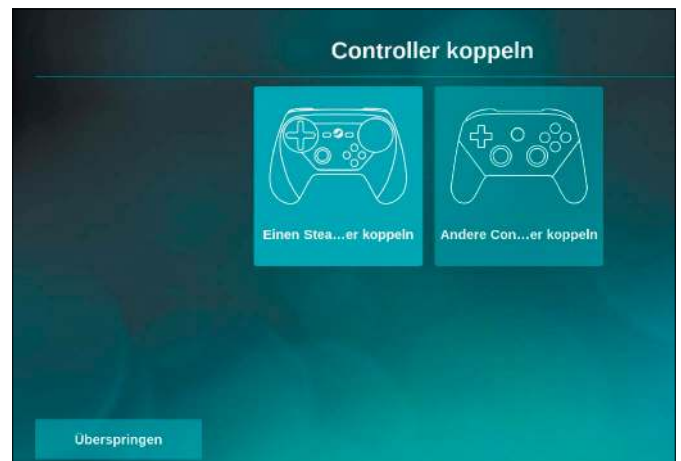 Controller koppeln
Einen Stea...er koppeln
Andere Con...er koppeln
Überspringen